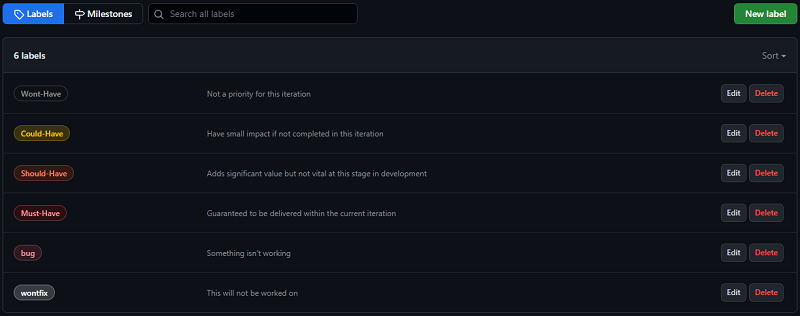 Labels Milestones Search all labels New label
6 labels Sort
Wont-Have Not a priority for this iteration Edit Delete
Could-Have Have small impact if not completed in this iteration Edit Delete
Should-Have Adds significant value but not vital at this stage in development Edit Delete
Must-Have Guaranteed to be delivered within the current iteration Edit Delete
bug Something isn't working Edit Delete
wontfix This will not be worked on Edit Delete